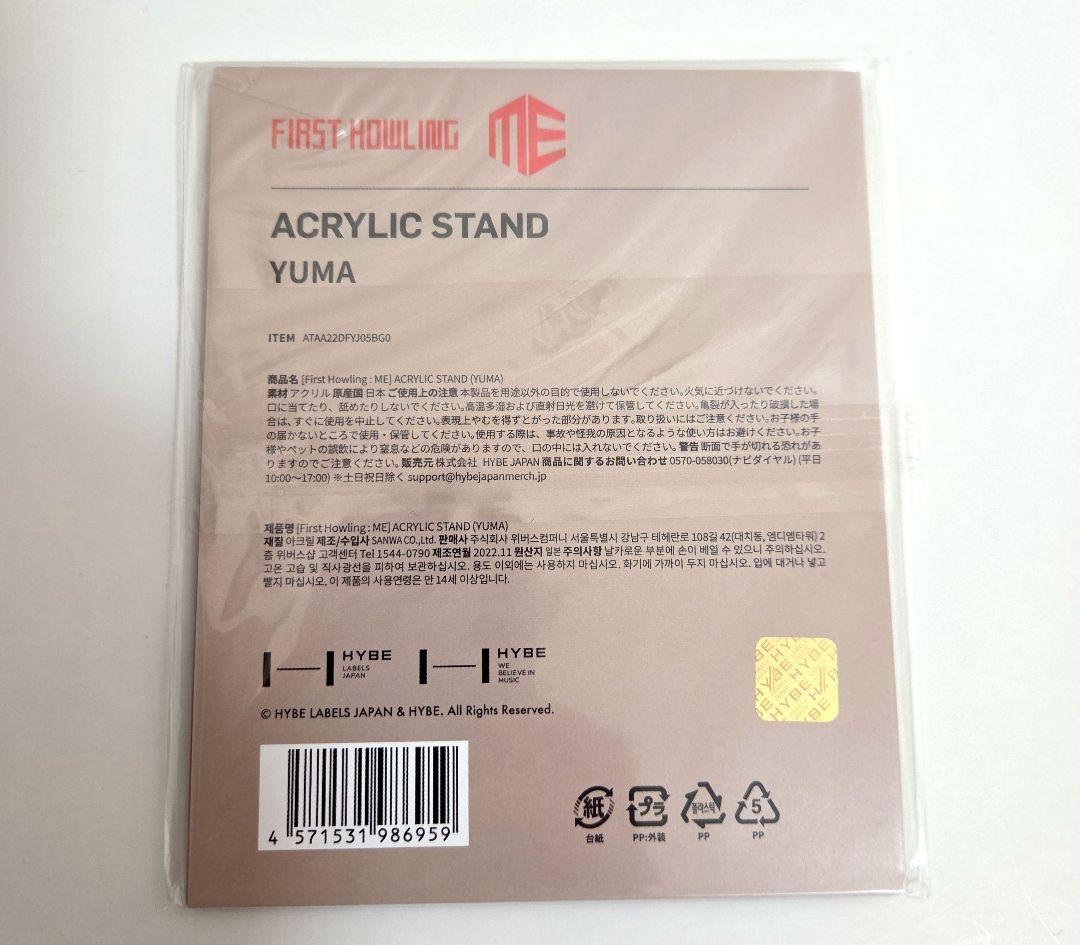 FIRST HOWLING ME
ACRYLIC STAND
YUMA
ITEM ATAA22DFYJ05BG0
商品名 [First Howling : ME] ACRYLIC STAND (YUMA)
素材 アクリル 原産国 日本 ご使用上の注意 本製品を用途以外の目的で使用しないでください。火気に近づけないでください。
口に当てたり、舐めたりしないでください。高温多湿および直射日光を避けて保管してください。亀裂が入ったり破損した場
合は、すぐに使用を中止してください。表現上やむを得ずとがった部分があります。取り扱いにはご注意ください。お子様の手
の届かないところで使用・保管してください。使用する際は、事故や怪我の原因となるような使い方はお避けください。お子
様やペットの誤飲により窒息などの危険がありますので、口の中には入れないでください。警告 断面で手が切れる恐れがあ
りますのでご注意ください。販売元 株式会社 HYBE JAPAN 商品に関するお問い合わせ 0570-058030(ナビダイヤル) (平日
10:00〜17:00) ※土日祝日除く support@hybejapanmerch.jp
제품명 [First Howling : ME] ACRYLIC STAND (YUMA)
재질 아크릴 제조/수입사 SANWA CO.,Ltd. 판매사 주식회사 위버스컴퍼니 서울특별시 강남구 테헤란로 108길 42(대치동, 엠디엠타워) 2
층 위버스샵 고객센터 Tel 1544-0790 제조연월 2022.11 원산지 일본 주의사항 날카로운 부분에 손이 베일 수 있으니 주의하십시오.
고온 고습 및 직사광선을 피하여 보관하십시오. 용도 이외에는 사용하지 마십시오. 화기에 가까이 두지 마십시오. 입에 대거나 넣고
빨지 마십시오. 이 제품의 사용연령은 만 14세 이상입니다.
HYBE
LABELS
JAPAN
HYBE
WE
BELIEVE IN
MUSIC
© HYBE LABELS JAPAN & HYBE. All Rights Reserved.
HYBE
4 571531 986959
紙 プラ 플라스틱 5
台紙 PP:外装 PP PP